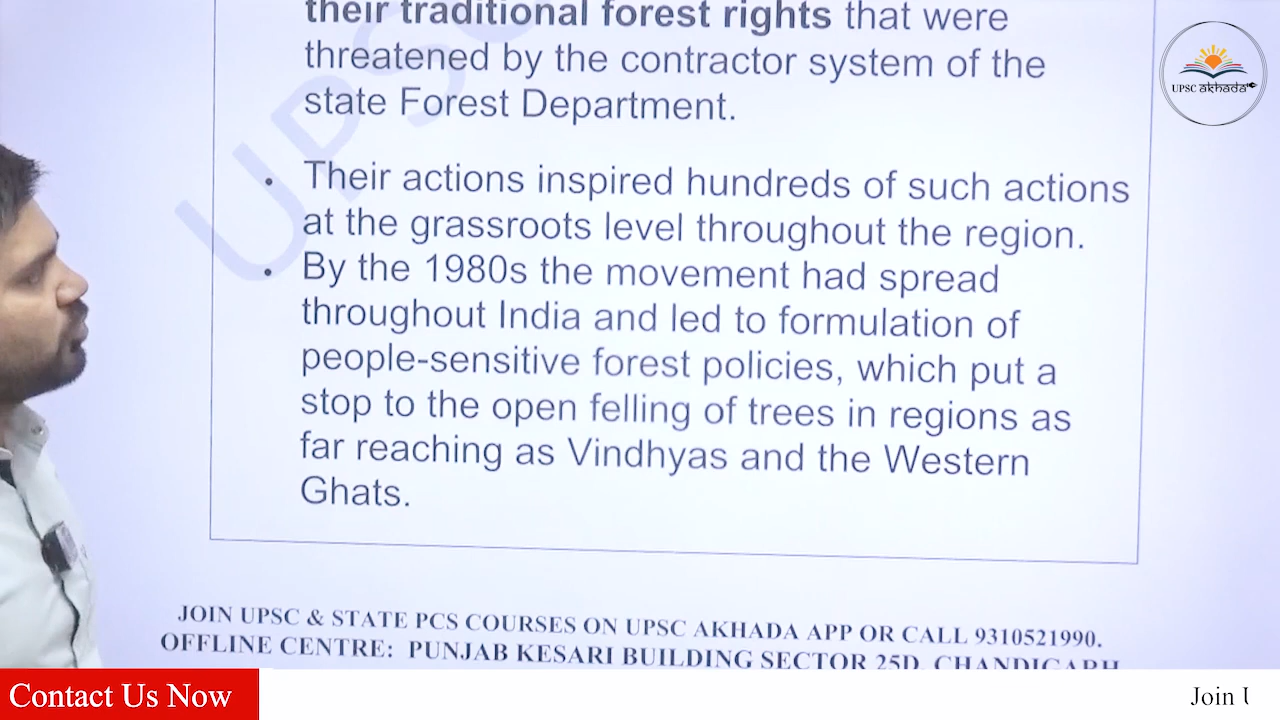 their traditional forest rights that were
threatened by the contractor system of the
state Forest Department.
• Their actions inspired hundreds of such actions
at the grassroots level throughout the region.
• By the 1980s the movement had spread
throughout India and led to formulation of
people-sensitive forest policies, which put a
stop to the open felling of trees in regions as
far reaching as Vindhyas and the Western
Ghats.
JOIN UPSC & STATE PCS COURSES ON UPSC AKHADA APP OR CALL 9310521990.
OFFLINE CENTRE: PUNJAB KESARI BUILDING SECTOR 25D, CHANDIGARH
UPSC akhada
UPSC
Contact Us Now
Join U